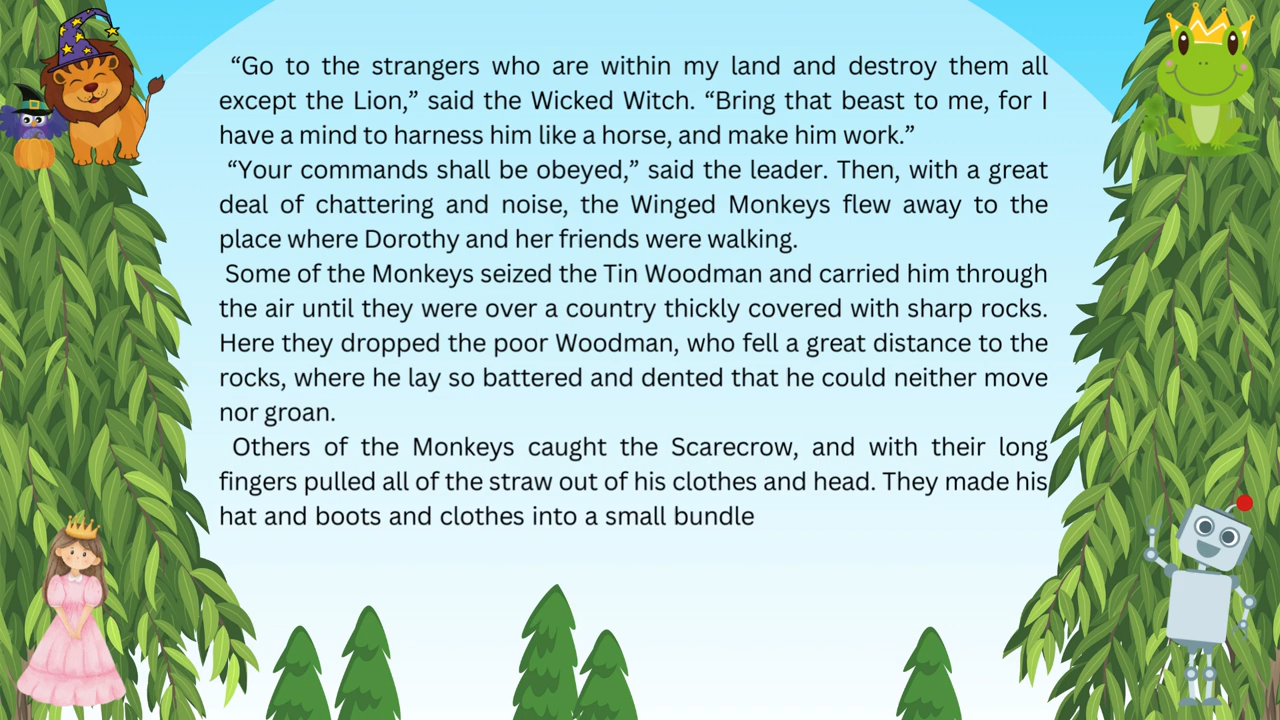 “Go to the strangers who are within my land and destroy them all
except the Lion,” said the Wicked Witch. “Bring that beast to me, for I
have a mind to harness him like a horse, and make him work.”
“Your commands shall be obeyed,” said the leader. Then, with a great
deal of chattering and noise, the Winged Monkeys flew away to the
place where Dorothy and her friends were walking.
Some of the Monkeys seized the Tin Woodman and carried him through
the air until they were over a country thickly covered with sharp rocks.
Here they dropped the poor Woodman, who fell a great distance to the
rocks, where he lay so battered and dented that he could neither move
nor groan.
Others of the Monkeys caught the Scarecrow, and with their long
fingers pulled all of the straw out of his clothes and head. They made his
hat and boots and clothes into a small bundle